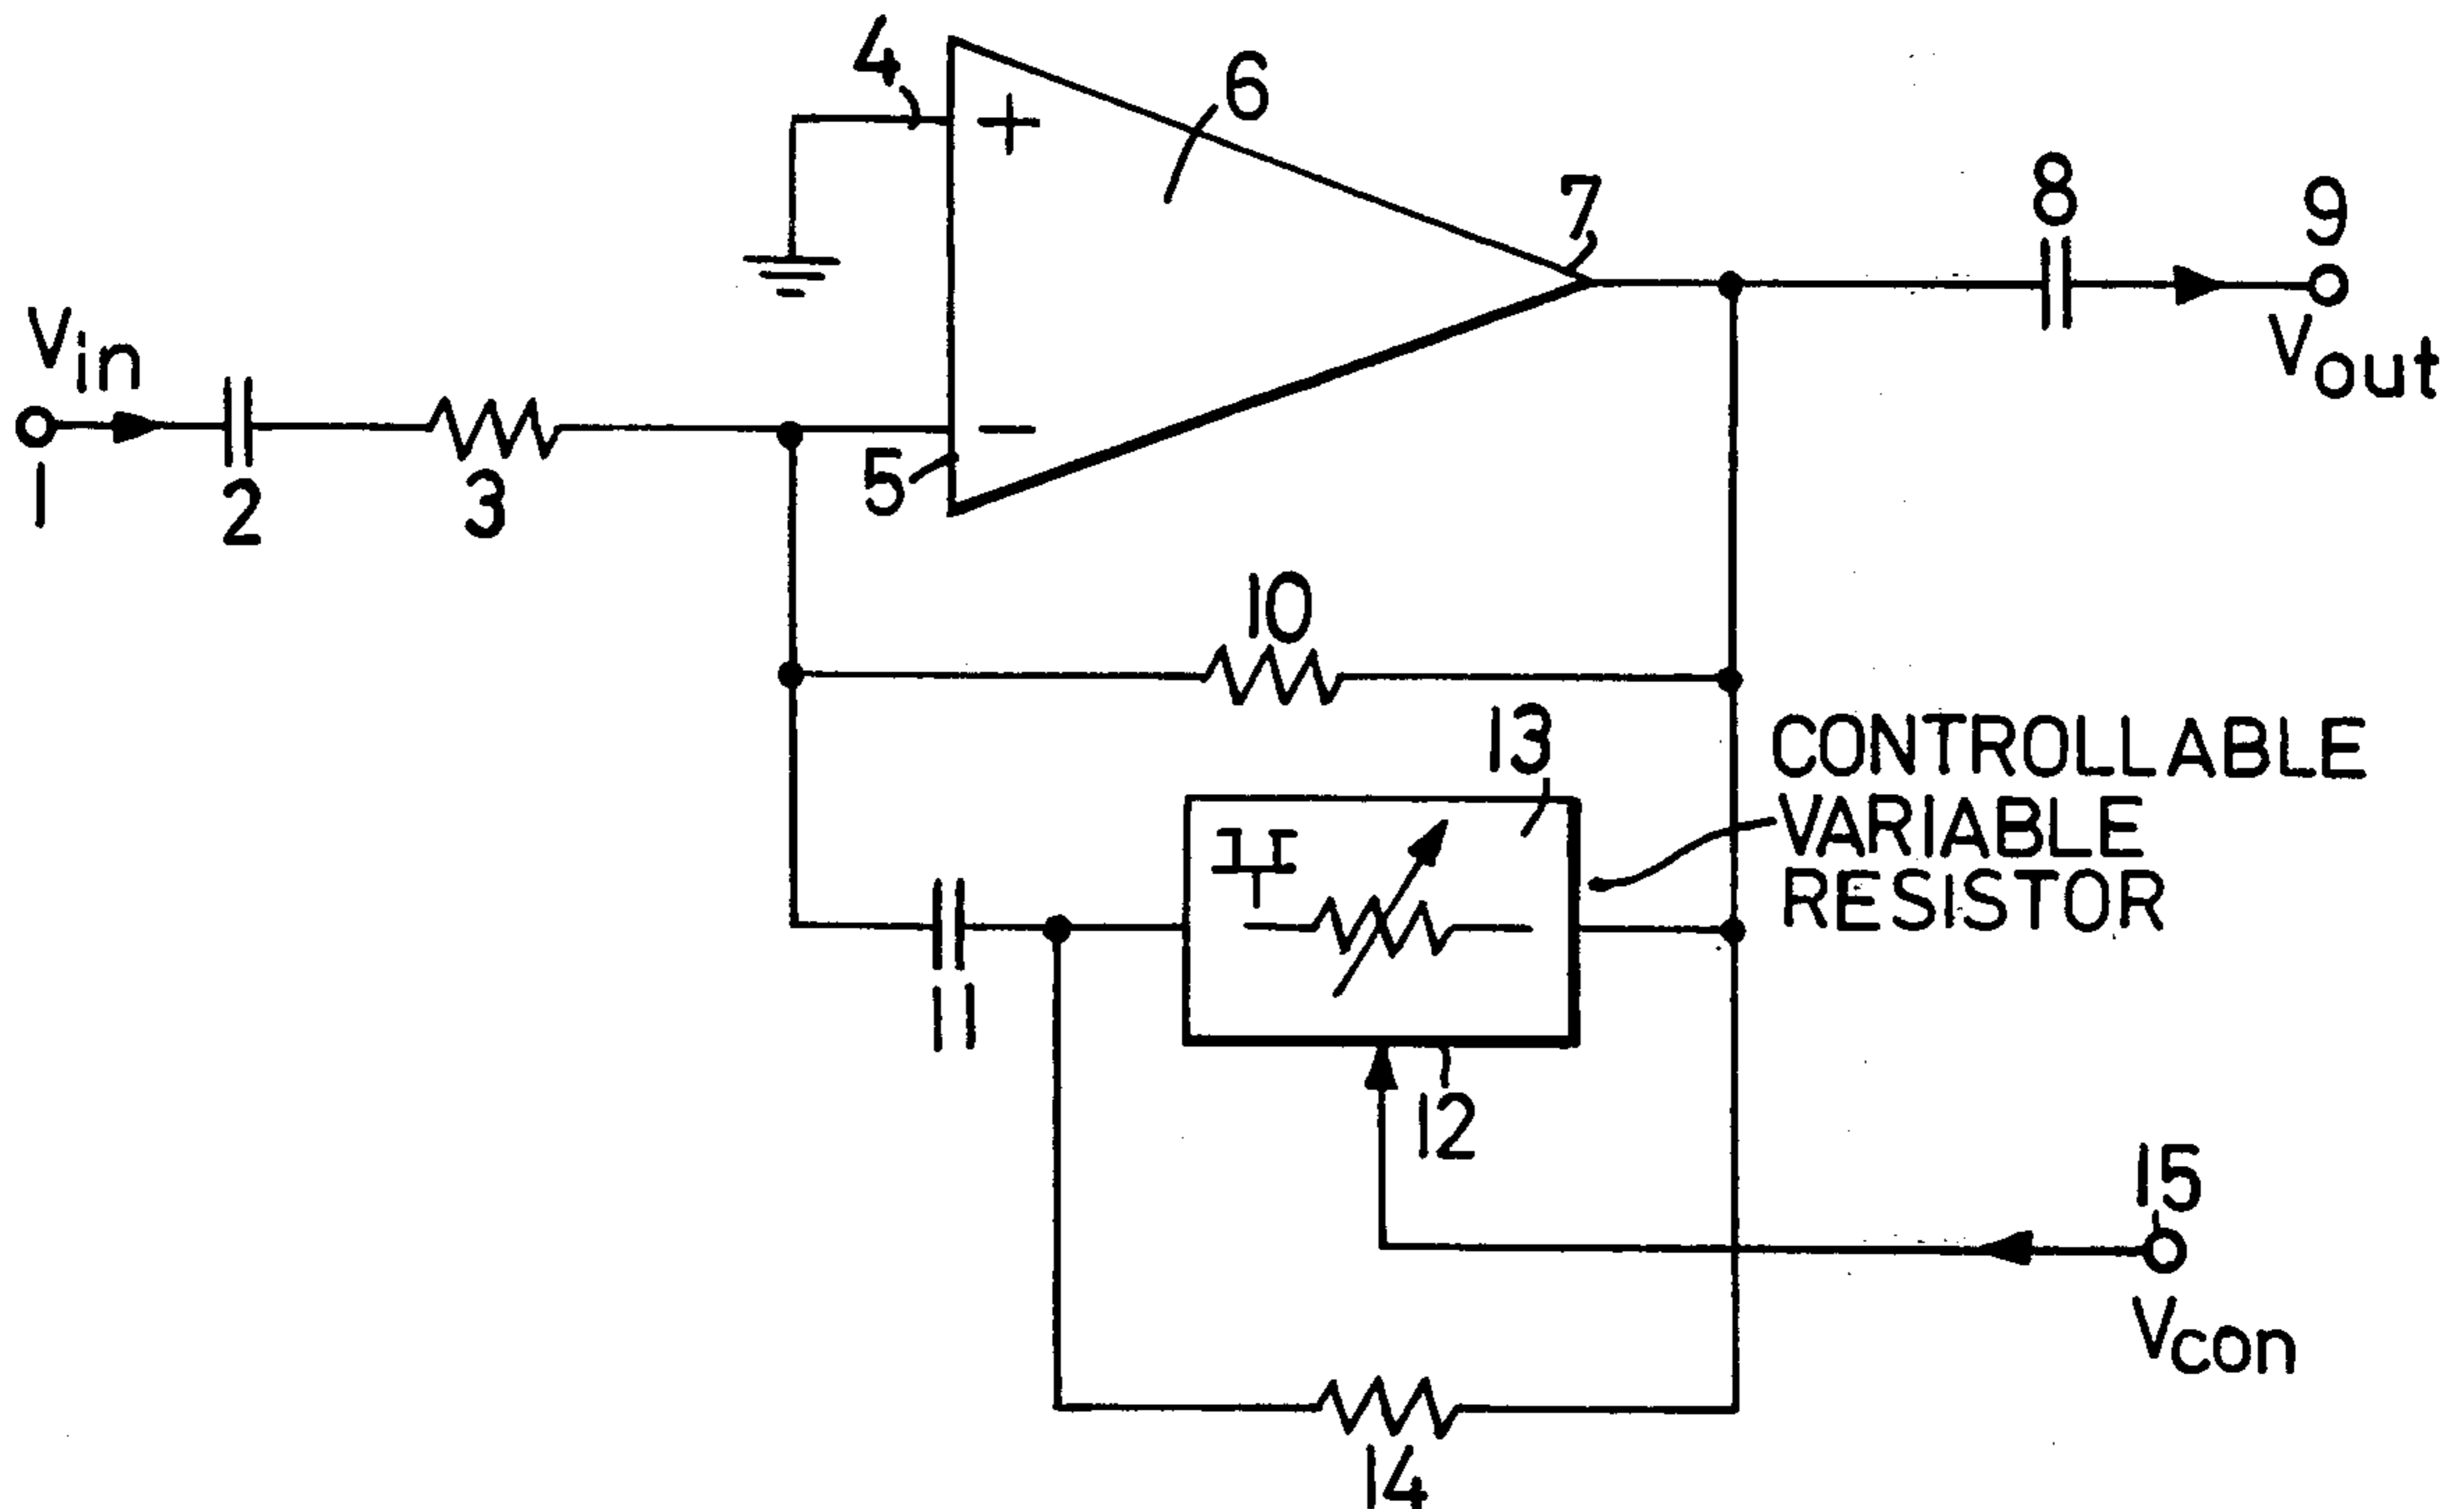 4
6
+
7
8
9
Vin
Vout
1
2
3
5
−
10
13
CONTROLLABLE
VARIABLE
RESISTOR
11
12
15
Vcon
14